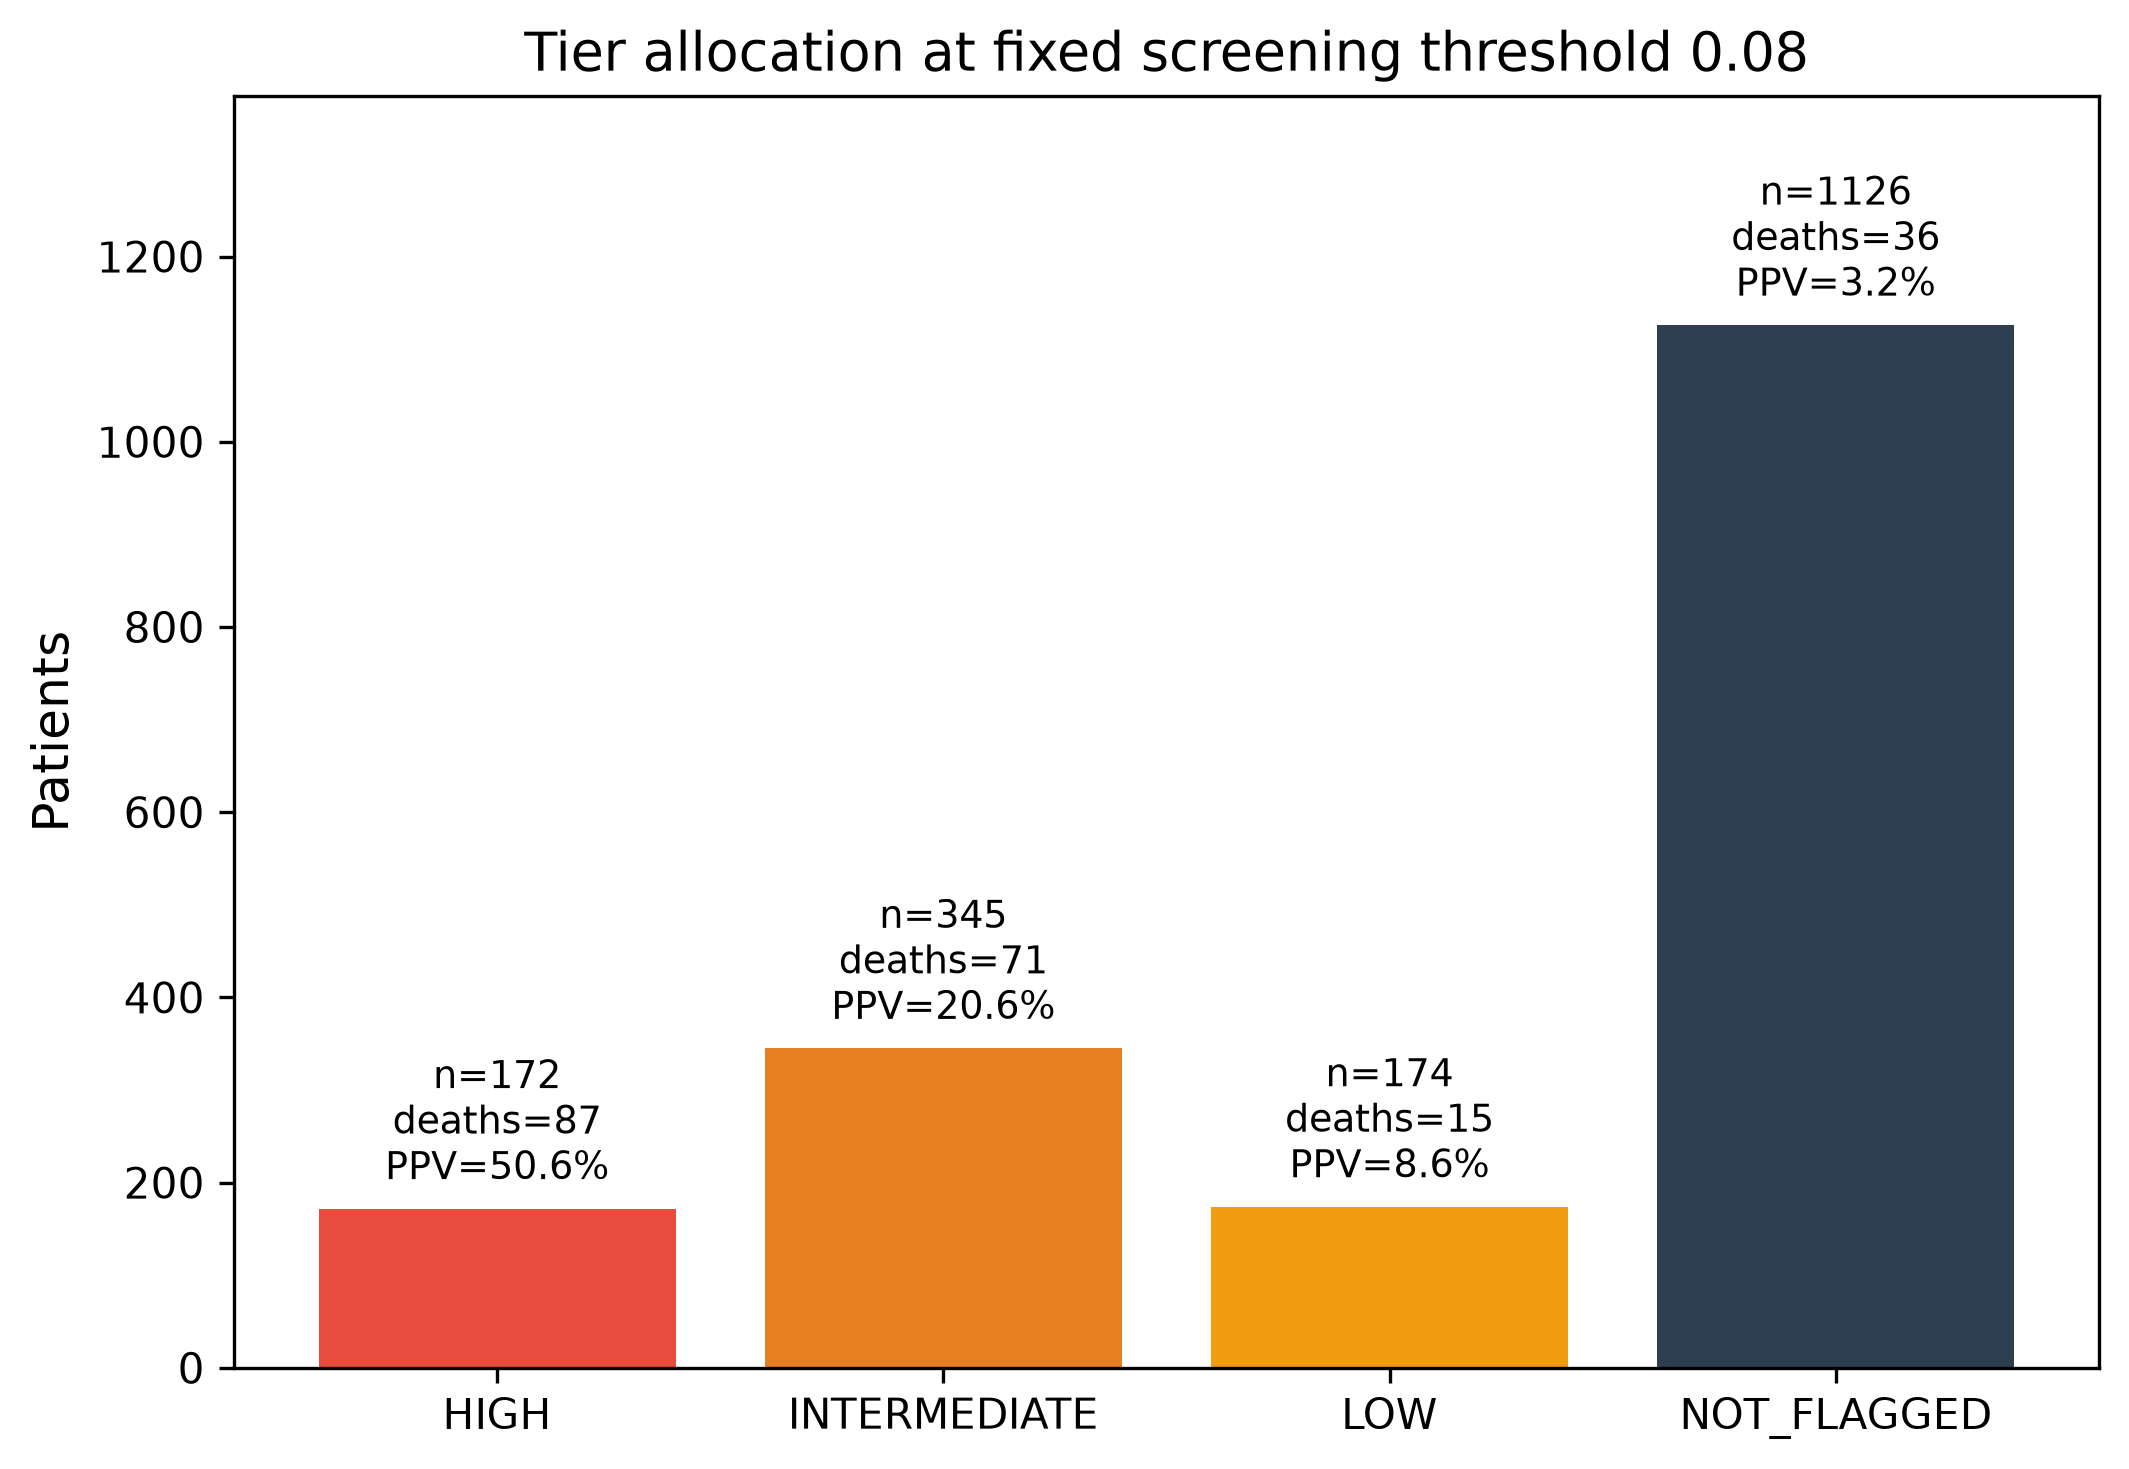 Tier allocation at fixed screening threshold 0.08
Patients
1200
1000
800
600
400
200
0
n=172
deaths=87
PPV=50.6%
n=345
deaths=71
PPV=20.6%
n=174
deaths=15
PPV=8.6%
n=1126
deaths=36
PPV=3.2%
HIGH
INTERMEDIATE
LOW
NOT_FLAGGED